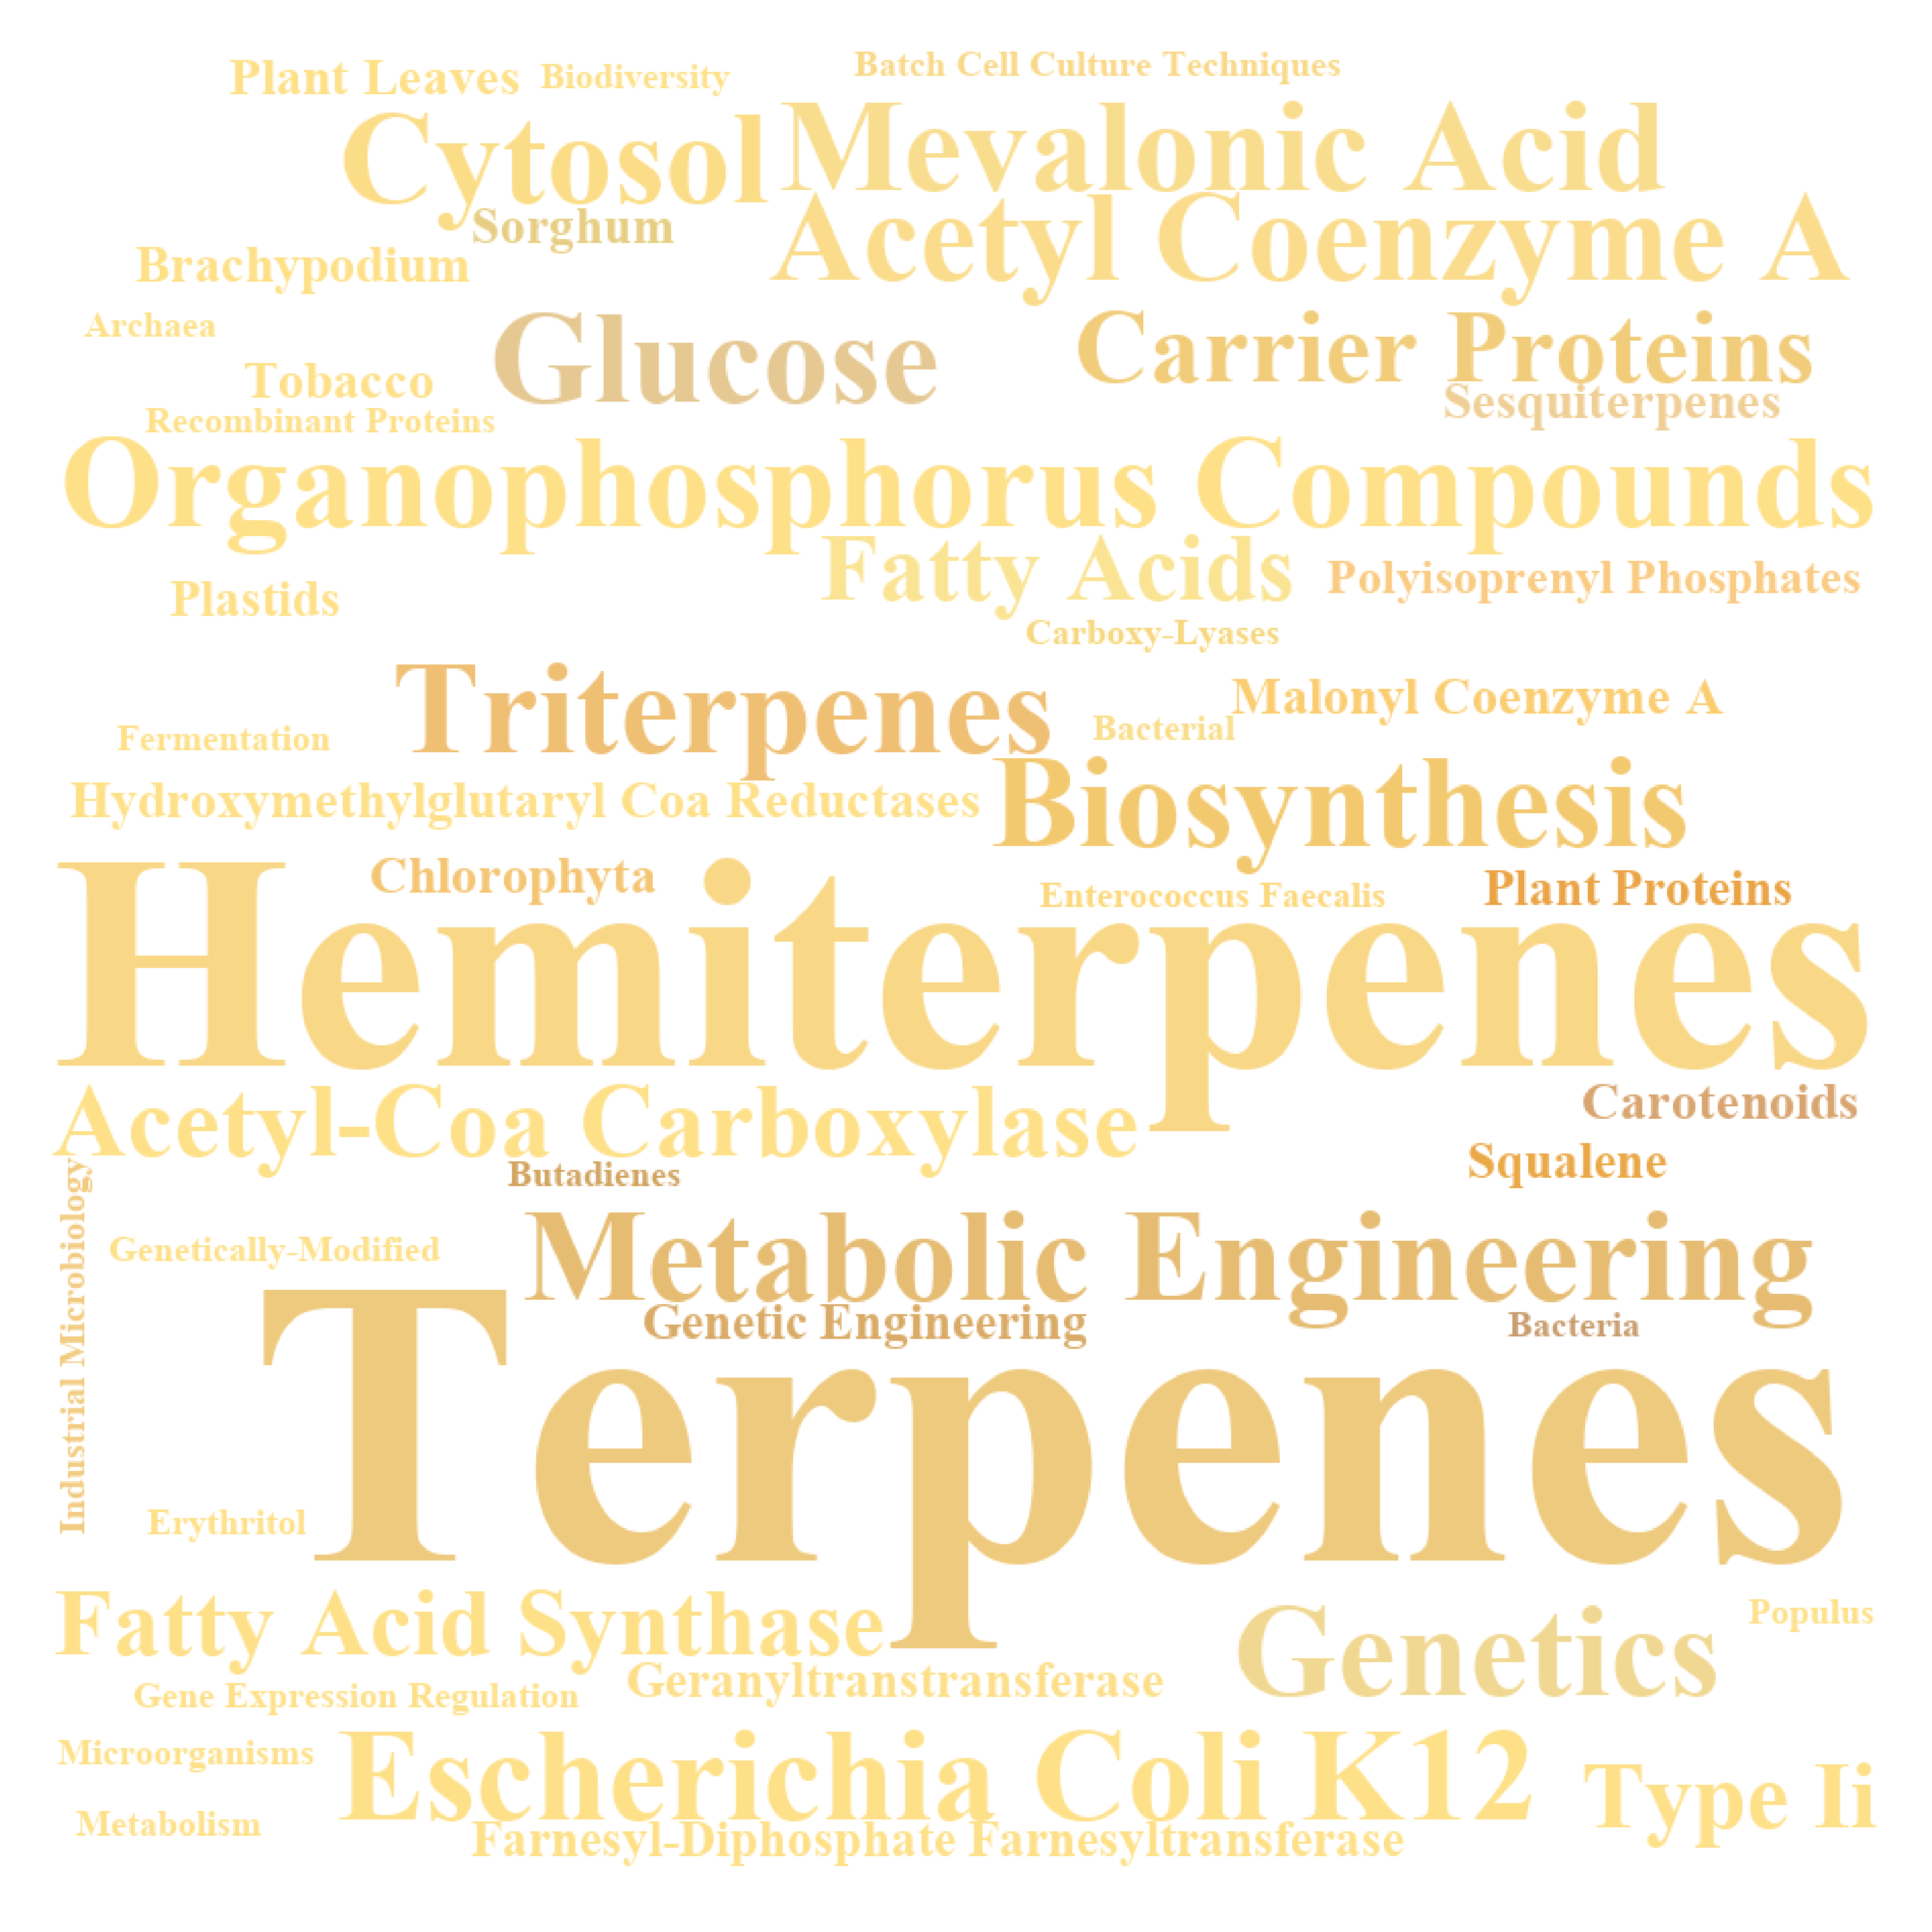 Plant Leaves
Biodiversity
Batch Cell Culture Techniques
Cytosol
Mevalonic Acid
Sorghum
Acetyl Coenzyme A
Brachypodium
Archaea
Glucose
Carrier Proteins
Tobacco
Sesquiterpenes
Recombinant Proteins
Organophosphorus Compounds
Fatty Acids
Polyisoprenyl Phosphates
Plastids
Carboxy-Lyases
Triterpenes
Malonyl Coenzyme A
Fermentation
Bacterial
Hydroxymethylglutaryl Coa Reductases
Biosynthesis
Chlorophyta
Enterococcus Faecalis
Plant Proteins
Hemiterpenes
Acetyl-Coa Carboxylase
Carotenoids
Butadienes
Squalene
Industrial Microbiology
Genetically-Modified
Metabolic Engineering
Genetic Engineering
Bacteria
Terpenes
Erythritol
Fatty Acid Synthase
Genetics
Populus
Gene Expression Regulation
Geranyltranstransferase
Microorganisms
Escherichia Coli K12
Type Ii
Metabolism
Farnesyl-Diphosphate Farnesyltransferase